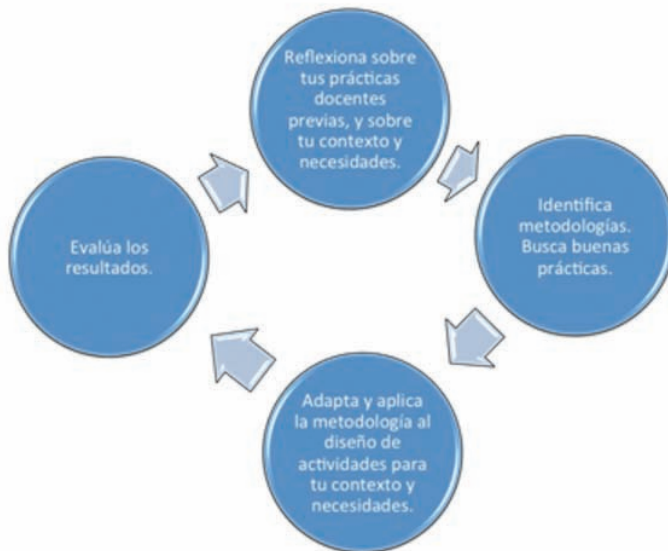 Reflexiona sobre
tus prácticas
docentes
previas, y sobre
tu contexto y
necesidades.
Identifica
metodologías.
Busca buenas
prácticas.
Adapta y aplica
la metodología al
diseño de
actividades para
tu contexto y
necesidades.
Evalúa los
resultados.